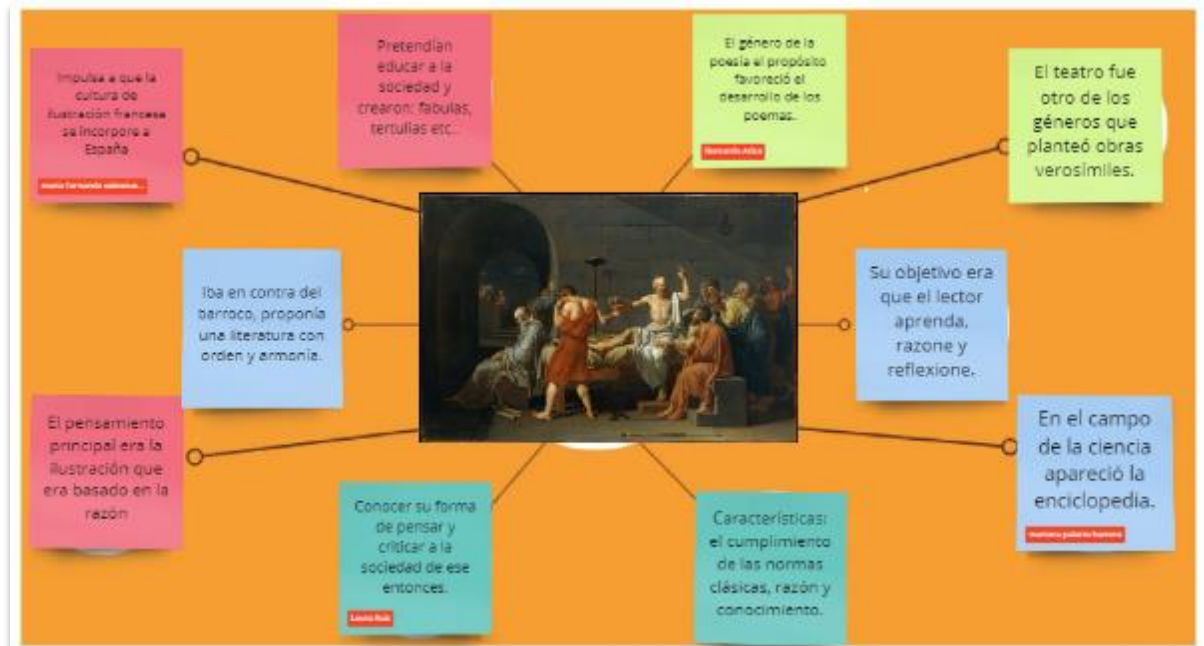 Impulsa a que la
cultura de
ilustración francesa
se incorpore a
España
Pretendían
educar a la
sociedad y
crearon: fabulas,
tertulias etc..
El género de la
poesía el propósito
favoreció el
desarrollo de los
poemas.
El teatro fue
otro de los
géneros que
planteó obras
verosímiles.
Iba en contra del
barroco, proponía
una literatura con
orden y armonía.
Su objetivo era
que el lector
aprenda,
razone y
reflexione.
El pensamiento
principal era la
ilustración que
era basado en la
razón
Conocer su forma
de pensar y
criticar a la
sociedad de ese
entonces.
Laura Ruiz
Características:
el cumplimiento
de las normas
clásicas, razón y
conocimiento.
En el campo
de la ciencia
apareció la
enciclopedia.